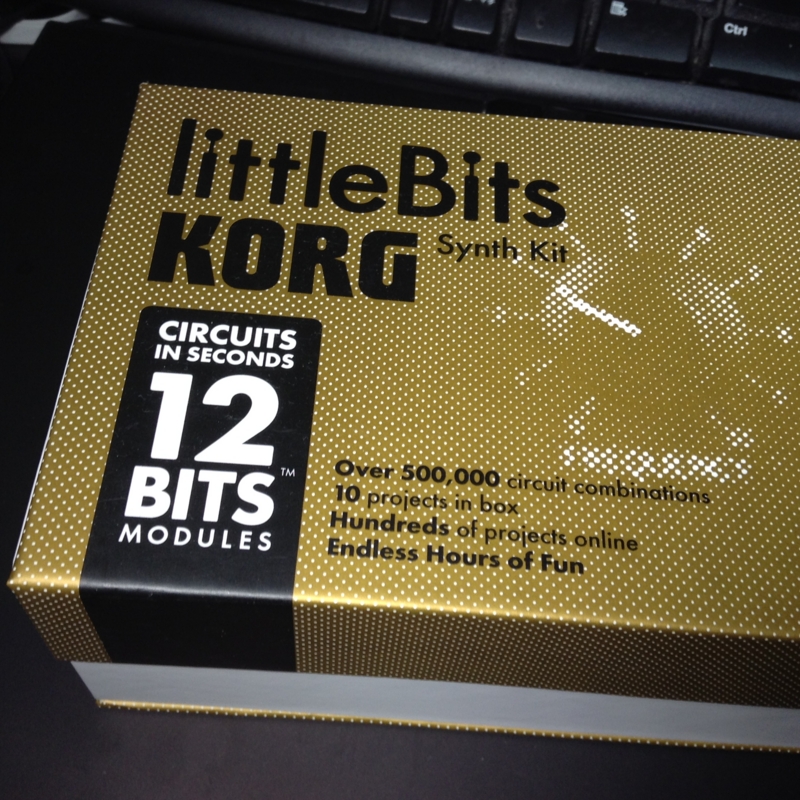 Ctrl
littleBits
KORG Synth Kit
CIRCUITS
IN SECONDS
12
BITS™
MODULES
Over 500,000 circuit combinations
10 projects in box
Hundreds of projects online
Endless Hours of Fun